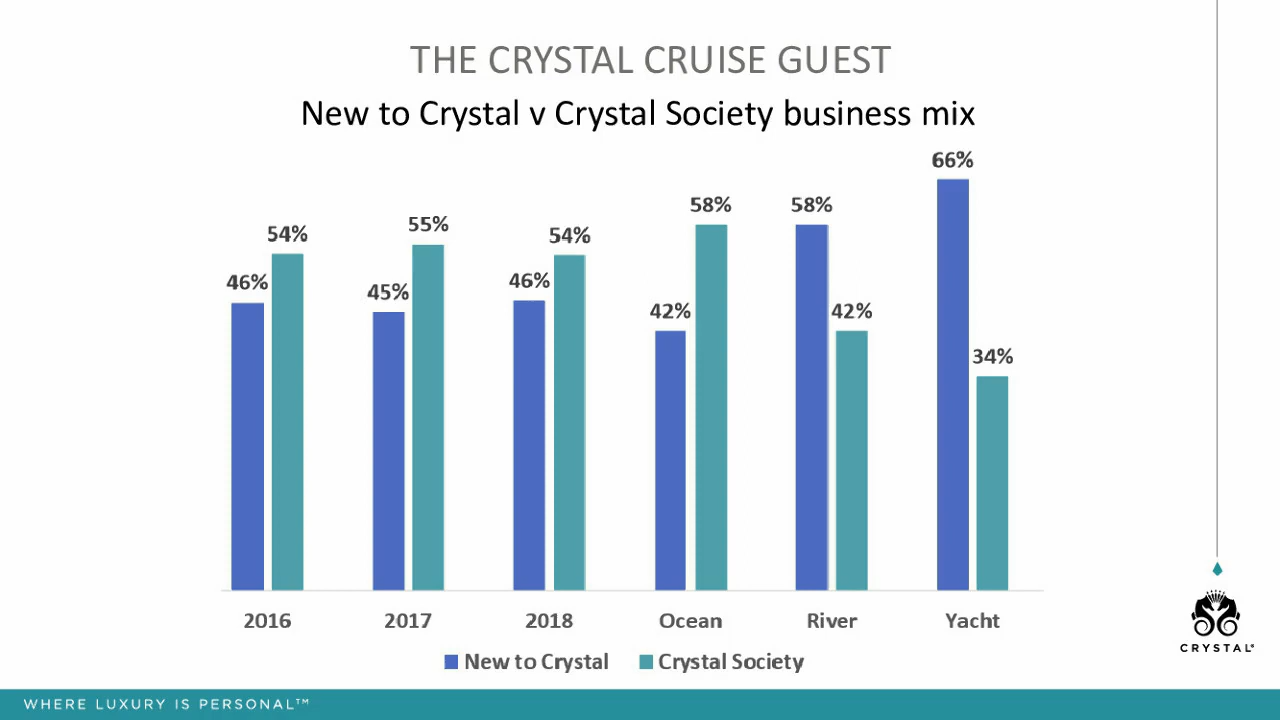 THE CRYSTAL CRUISE GUEST
New to Crystal v Crystal Society business mix
46% 54% 45% 55% 46% 54% 42% 58% 58% 42% 66% 34%
2016 2017 2018 Ocean River Yacht
New to Crystal Crystal Society
CRYSTAL®
WHERE LUXURY IS PERSONAL™